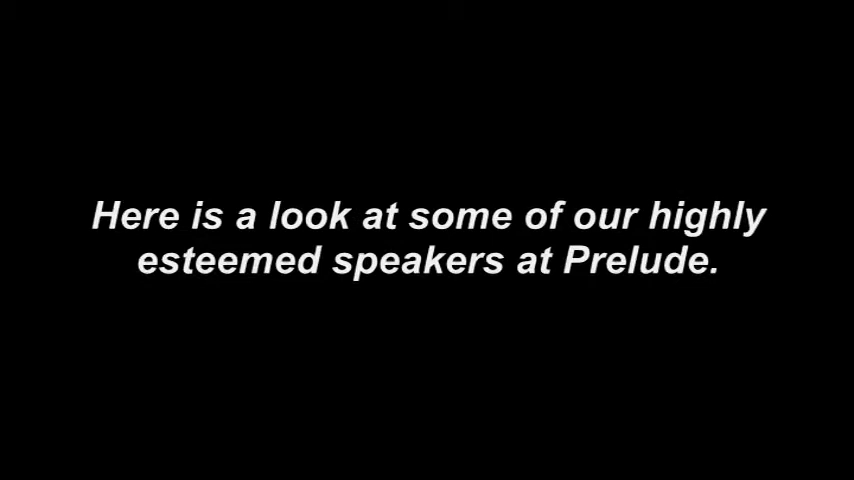 Here is a look at some of our highly
esteemed speakers at Prelude.